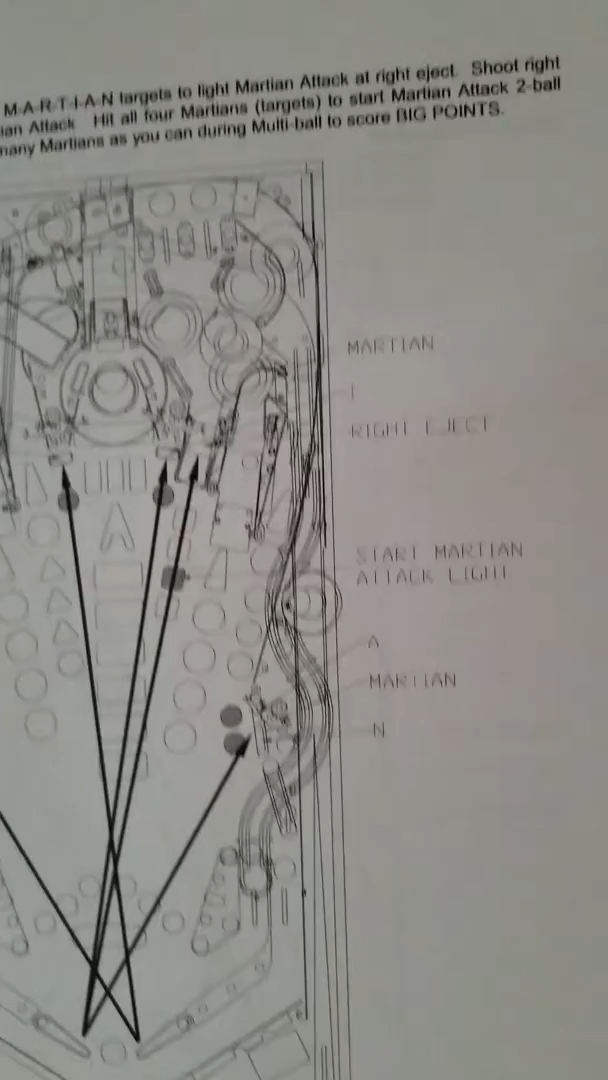 M-A-R-T-I-A-N targets to light Martian Attack at right eject. Shoot right
ian Attack Hit all four Martians (targets) to start Martian Attack 2-ball
many Martians as you can during Multi-ball to score BIG POINTS.
MARTIAN
I
RIGHT EJECT
START MARTIAN
ATTACK LIGHT
A
MARTIAN
N